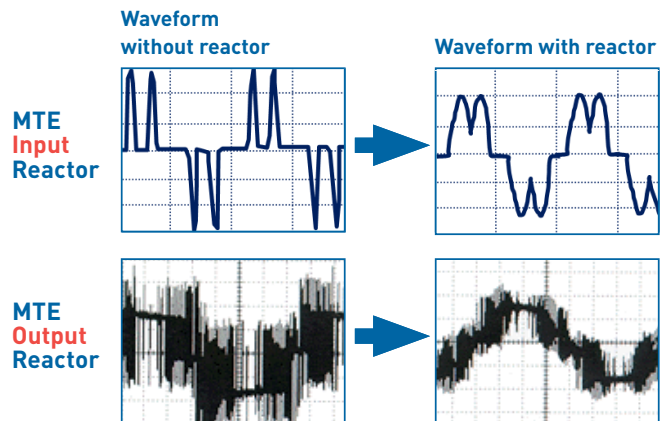 Waveform
without reactor
Waveform with reactor
MTE
Input
Reactor
MTE
Output
Reactor